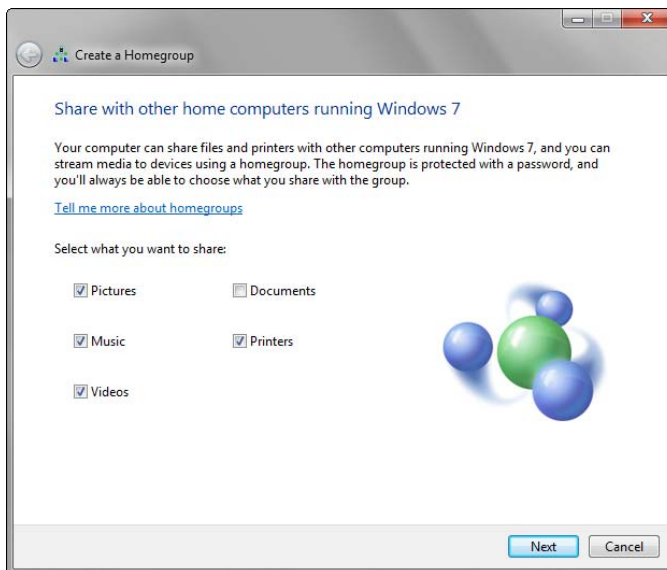 Create a Homegroup
Share with other home computers running Windows 7
Your computer can share files and printers with other computers running Windows 7, and you can
stream media to devices using a homegroup. The homegroup is protected with a password, and
you'll always be able to choose what you share with the group.
Tell me more about homegroups
Select what you want to share:
Pictures Documents
Music Printers
Videos
Next Cancel